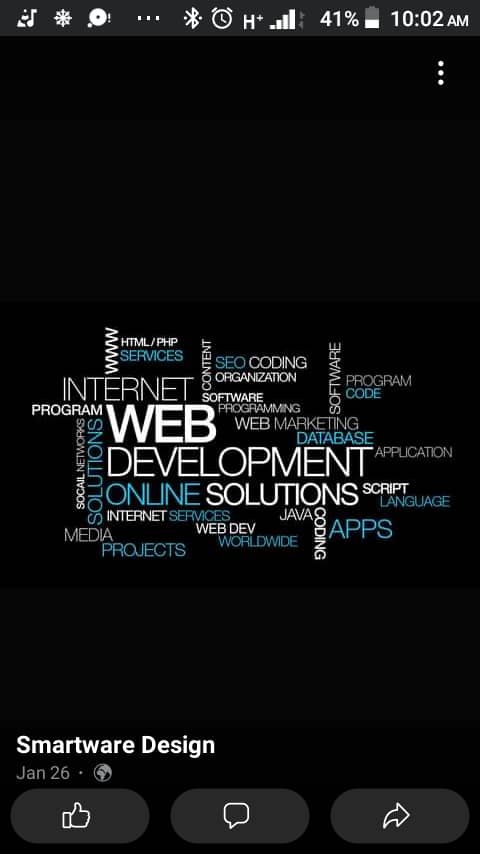 H+ 41% 10:02 AM
WWW
HTML / PHP
SERVICES
CONTENT
SEO CODING
ORGANIZATION
SOFTWARE
PROGRAM
CODE
INTERNET
SOFTWARE
PROGRAM
WEB
PROGRAMMING
WEB MARKETING
DATABASE
SOCAIL NETWORKS
SOLUTIONS
DEVELOPMENT
APPLICATION
ONLINE SOLUTIONS
SCRIPT
LANGUAGE
INTERNET SERVICES
JAVA
CODING
APPS
MEDIA
WEB DEV
WORLDWIDE
PROJECTS
Smartware Design
Jan 26 ·